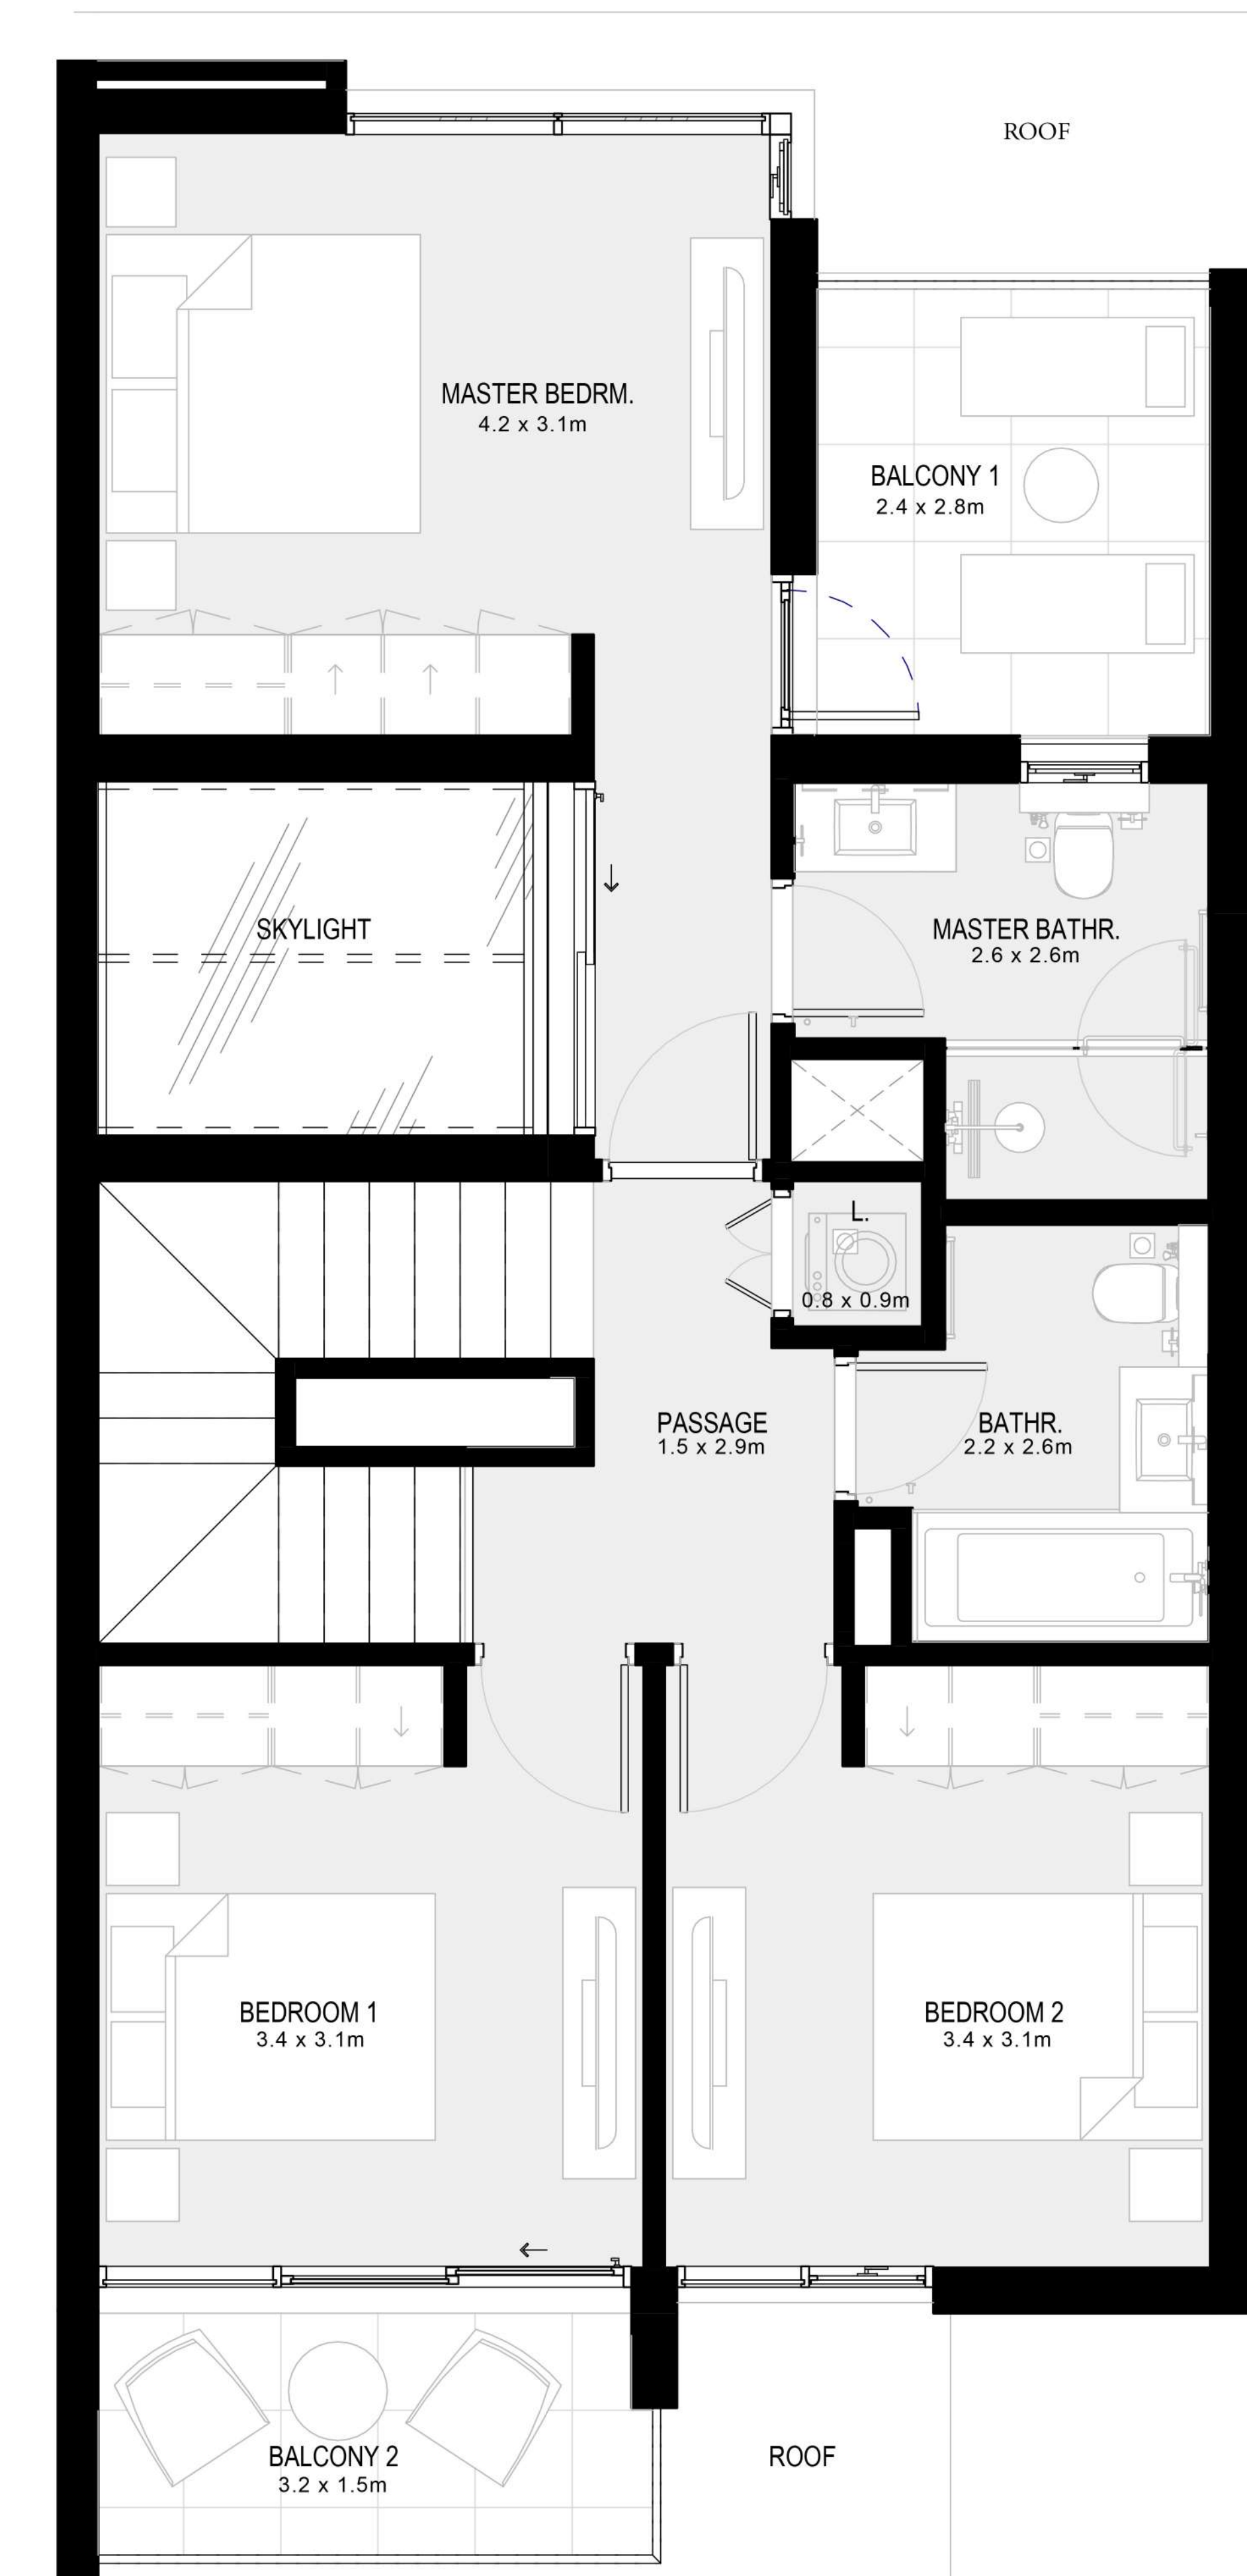 ROOF
MASTER BEDRM.
4.2 x 3.1m
BALCONY 1
2.4 x 2.8m
SKYLIGHT
MASTER BATHR.
2.6 x 2.6m
L.
0.8 x 0.9m
PASSAGE
1.5 x 2.9m
BATHR.
2.2 x 2.6m
BEDROOM 1
3.4 x 3.1m
BEDROOM 2
3.4 x 3.1m
BALCONY 2
3.2 x 1.5m
ROOF